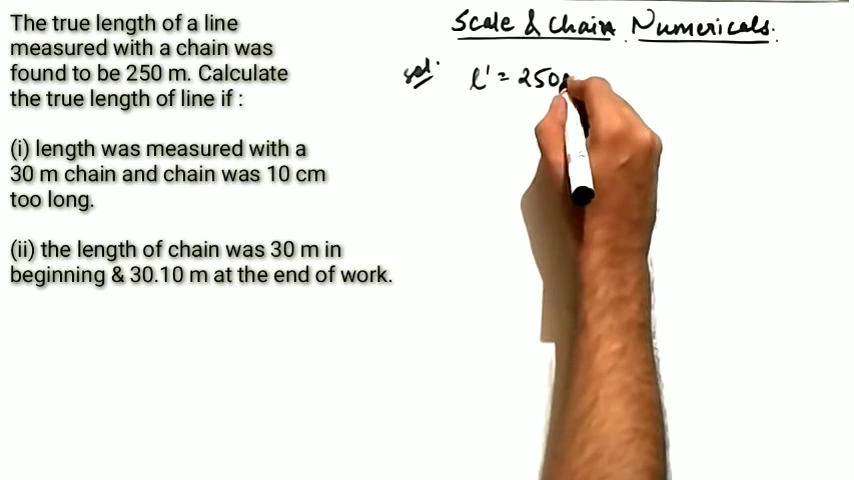 The true length of a line
measured with a chain was
found to be 250 m. Calculate
the true length of line if :
(i) length was measured with a
30 m chain and chain was 10 cm
too long.
(ii) the length of chain was 30 m in
beginning & 30.10 m at the end of work.
Scale & Chain Numericals.
Sol.
l' = 250